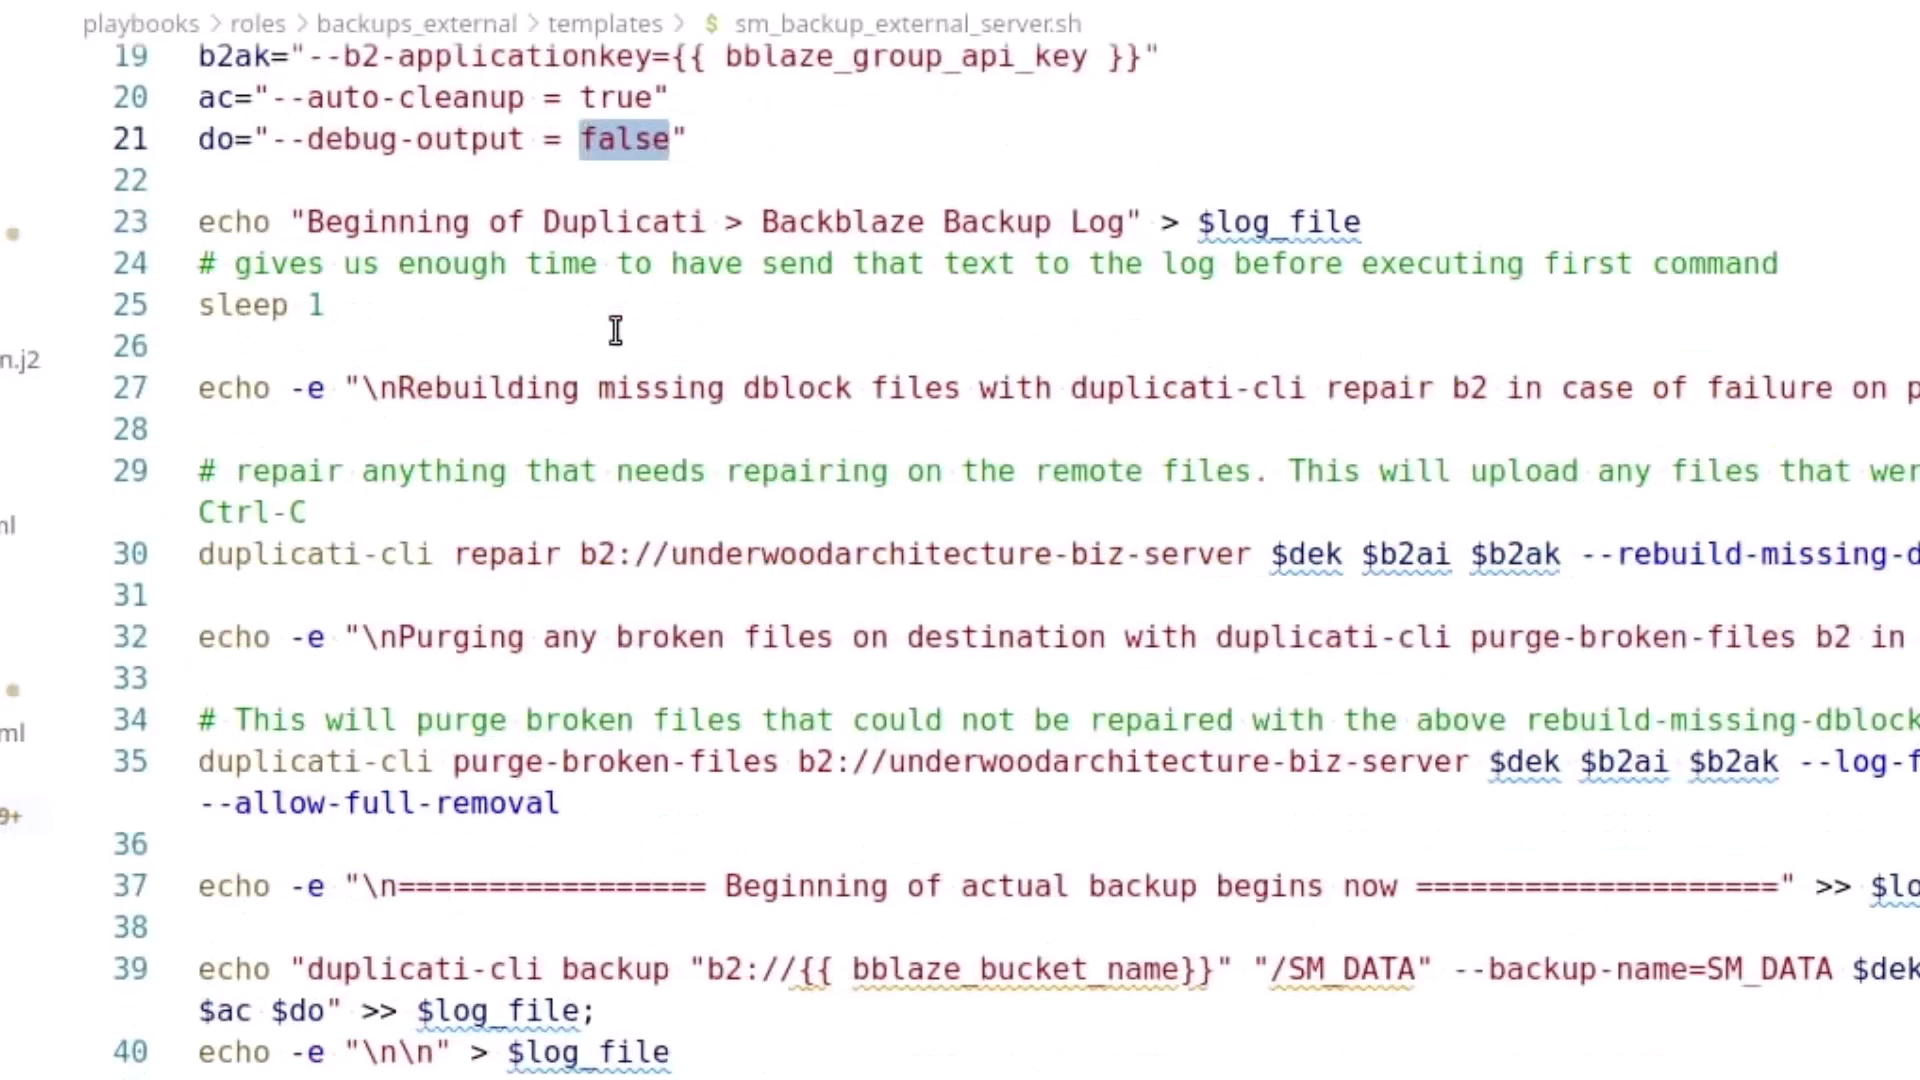 playbooks > roles > backups_external > templates > $ sm_backup_external_server.sh
19 b2ak="--b2-applicationkey={{ bblaze_group_api_key }}"
20 ac="--auto-cleanup = true"
21 do="--debug-output = false"
22
23 echo "Beginning of Duplicati > Backblaze Backup Log" > $log_file
24 # gives us enough time to have send that text to the log before executing first command
25 sleep 1
26
n.j2
27 echo -e "\nRebuilding missing dblock files with duplicati-cli repair b2 in case of failure on p
28
29 # repair anything that needs repairing on the remote files. This will upload any files that wer
Ctrl-C
ml
30 duplicati-cli repair b2://underwoodarchitecture-biz-server $dek $b2ai $b2ak --rebuild-missing-d
31
32 echo -e "\nPurging any broken files on destination with duplicati-cli purge-broken-files b2 in
33
34 # This will purge broken files that could not be repaired with the above rebuild-missing-dblock
ml
35 duplicati-cli purge-broken-files b2://underwoodarchitecture-biz-server $dek $b2ai $b2ak --log-f
--allow-full-removal
9+
36
37 echo -e "\n================= Beginning of actual backup begins now ====================" >> $lo
38
39 echo "duplicati-cli backup "b2://{{ bblaze_bucket_name}}" "/SM_DATA" --backup-name=SM_DATA $dek
$ac $do" >> $log_file;
40 echo -e "\n\n" > $log_file